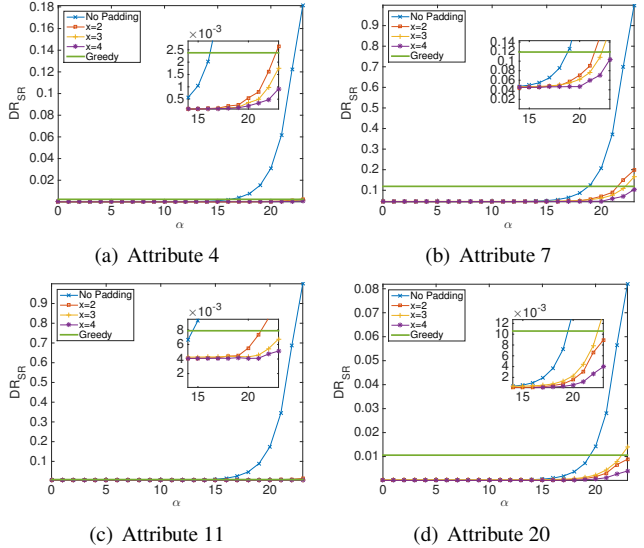 No Padding
x=2
x=3
x=4
Greedy
DR_SR
0.18
0.16
0.14
0.12
0.10
0.08
0.06
0.04
0.02
0 5 10 15 20
α
×10^-3
2.5
2
1.5
1
0.5
15 20
(a) Attribute 4
No Padding
x=2
x=3
x=4
Greedy
DR_SR
1.0
0.9
0.8
0.7
0.6
0.5
0.4
0.3
0.2
0.1
0 5 10 15 20
α
0.14
0.12
0.10
0.08
0.06
0.04
0.02
15 20
(b) Attribute 7
No Padding
x=2
x=3
x=4
Greedy
DR_SR
0.9
0.8
0.7
0.6
0.5
0.4
0.3
0.2
0.1
0 5 10 15 20
α
×10^-3
8
6
4
2
15 20
(c) Attribute 11
No Padding
x=2
x=3
x=4
Greedy
DR_SR
0.08
0.07
0.06
0.05
0.04
0.03
0.02
0.01
0 5 10 15 20
α
×10^-3
12
10
8
6
4
2
15 20
(d) Attribute 20